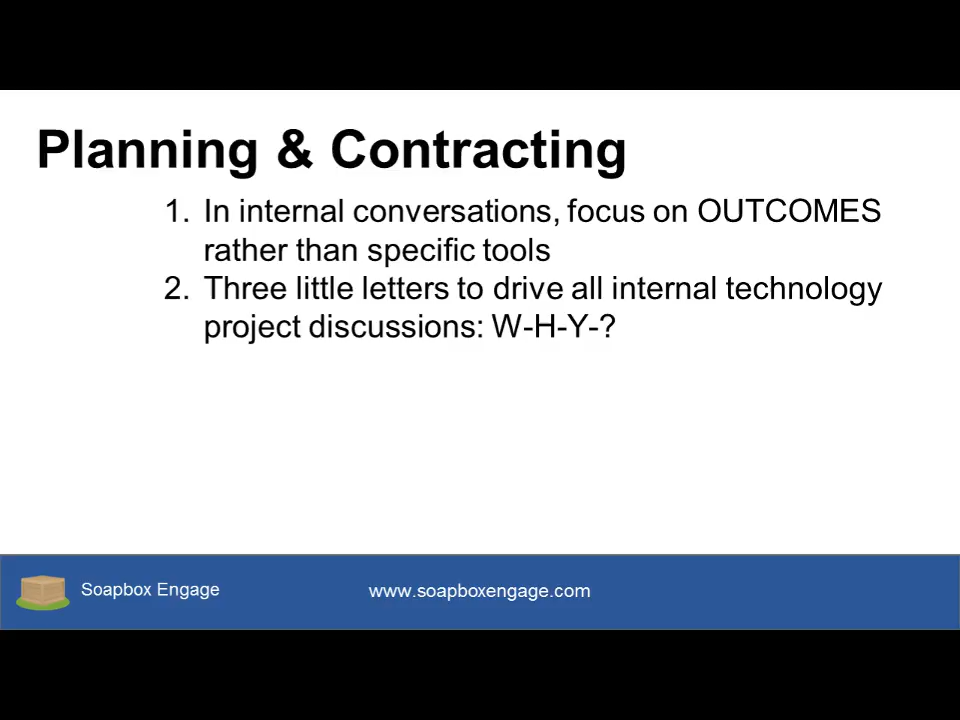 Planning & Contracting
1. In internal conversations, focus on OUTCOMES
rather than specific tools
2. Three little letters to drive all internal technology
project discussions: W-H-Y-?
Soapbox Engage
www.soapboxengage.com